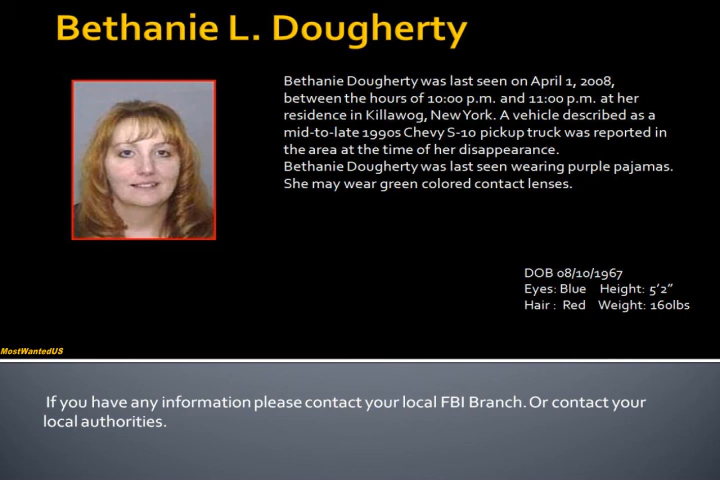 Bethanie L. Dougherty
Bethanie Dougherty was last seen on April 1, 2008,
between the hours of 10:00 p.m. and 11:00 p.m. at her
residence in Killawog, New York. A vehicle described as a
mid-to-late 1990s Chevy S-10 pickup truck was reported in
the area at the time of her disappearance.
Bethanie Dougherty was last seen wearing purple pajamas.
She may wear green colored contact lenses.
DOB 08/10/1967
Eyes: Blue Height: 5'2"
Hair : Red Weight: 160lbs
MostWantedUS
If you have any information please contact your local FBI Branch. Or contact your
local authorities.